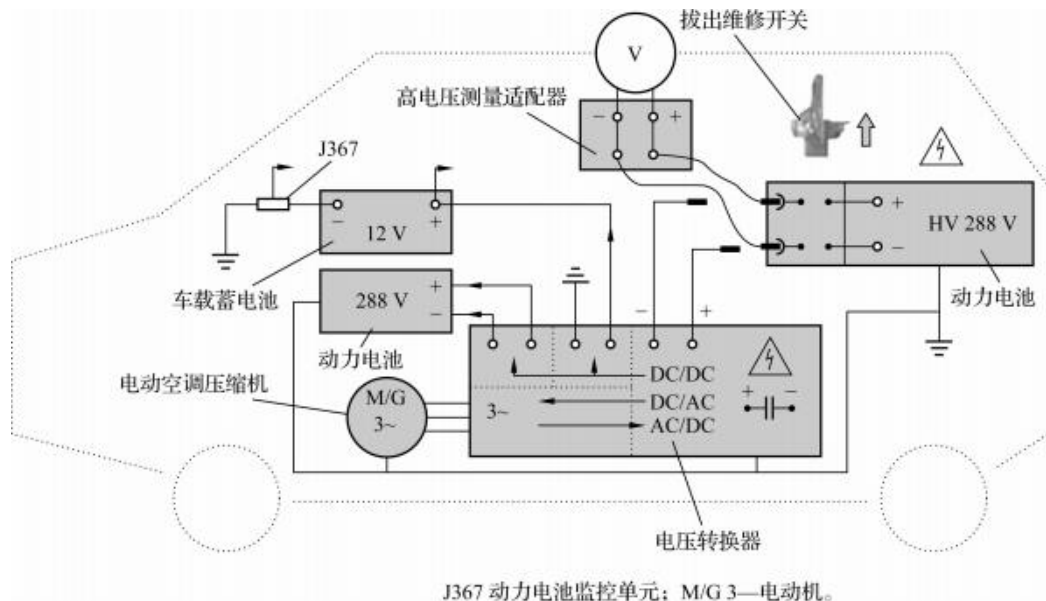 拔出维修开关
V
高电压测量适配器
− +
J367
12 V
− +
车载蓄电池
HV 288 V
+
−
动力电池
288 V
+
−
动力电池
− +
电动空调压缩机
M/G
3~
3~
DC/DC
DC/AC
AC/DC
+ −
电压转换器
J367 动力电池监控单元；M/G 3—电动机。